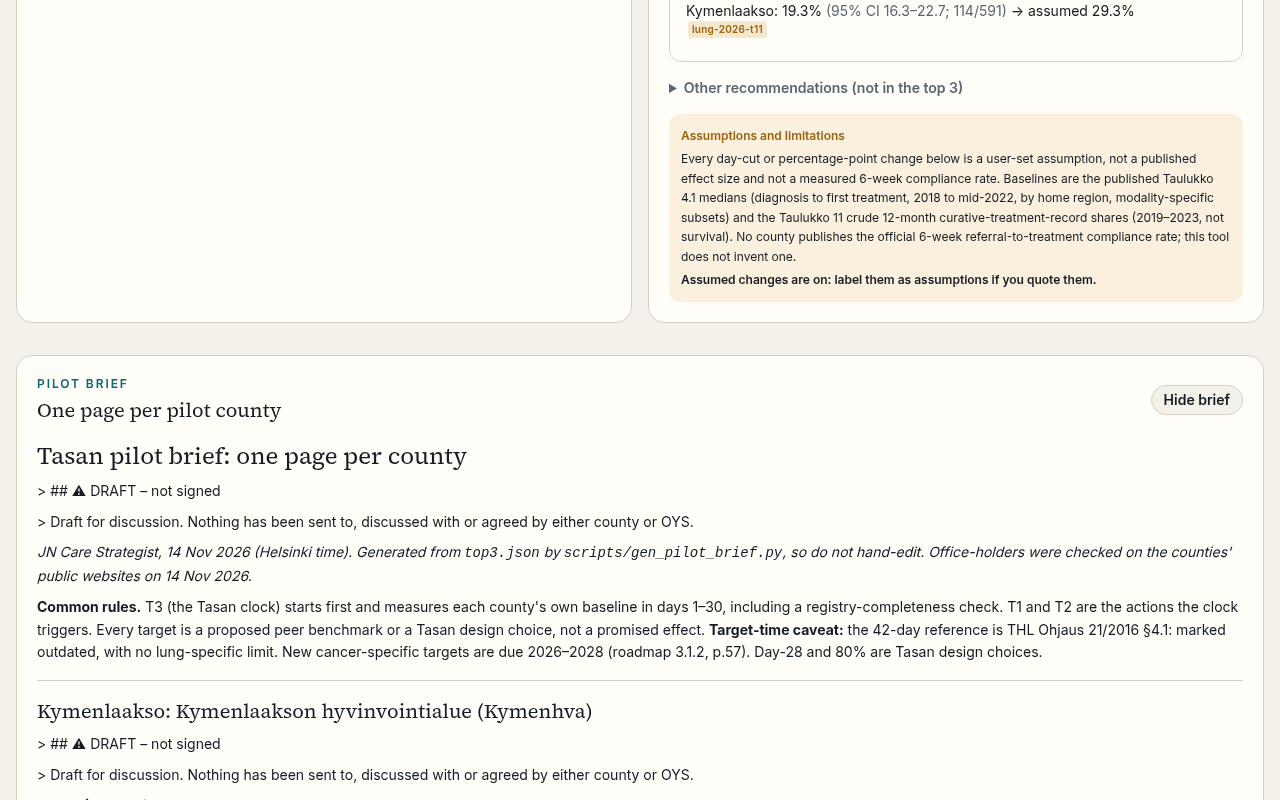 Kymenlaakso: 19.3% (95% CI 16.3–22.7; 114/591) → assumed 29.3%
lung-2026-t11
▶ Other recommendations (not in the top 3)
Assumptions and limitations
Every day-cut or percentage-point change below is a user-set assumption, not a published
effect size and not a measured 6-week compliance rate. Baselines are the published Taulukko
4.1 medians (diagnosis to first treatment, 2018 to mid-2022, by home region, modality-specific
subsets) and the Taulukko 11 crude 12-month curative-treatment-record shares (2019–2023, not
survival). No county publishes the official 6-week referral-to-treatment compliance rate; this tool
does not invent one.
Assumed changes are on: label them as assumptions if you quote them.
PILOT BRIEF
One page per pilot county
Hide brief
Tasan pilot brief: one page per county
> ## ⚠ DRAFT – not signed
> Draft for discussion. Nothing has been sent to, discussed with or agreed by either county or OYS.
JN Care Strategist, 14 Nov 2026 (Helsinki time). Generated from top3.json by scripts/gen_pilot_brief.py, so do not hand-edit. Office-holders were checked on the counties'
public websites on 14 Nov 2026.
Common rules. T3 (the Tasan clock) starts first and measures each county's own baseline in days 1–30, including a registry-completeness check. T1 and T2 are the actions the clock
triggers. Every target is a proposed peer benchmark or a Tasan design choice, not a promised effect. Target-time caveat: the 42-day reference is THL Ohjaus 21/2016 §4.1: marked
outdated, with no lung-specific limit. New cancer-specific targets are due 2026–2028 (roadmap 3.1.2, p.57). Day-28 and 80% are Tasan design choices.
Kymenlaakso: Kymenlaakson hyvinvointialue (Kymenhva)
> ## ⚠ DRAFT – not signed
> Draft for discussion. Nothing has been sent to, discussed with or agreed by either county or OYS.